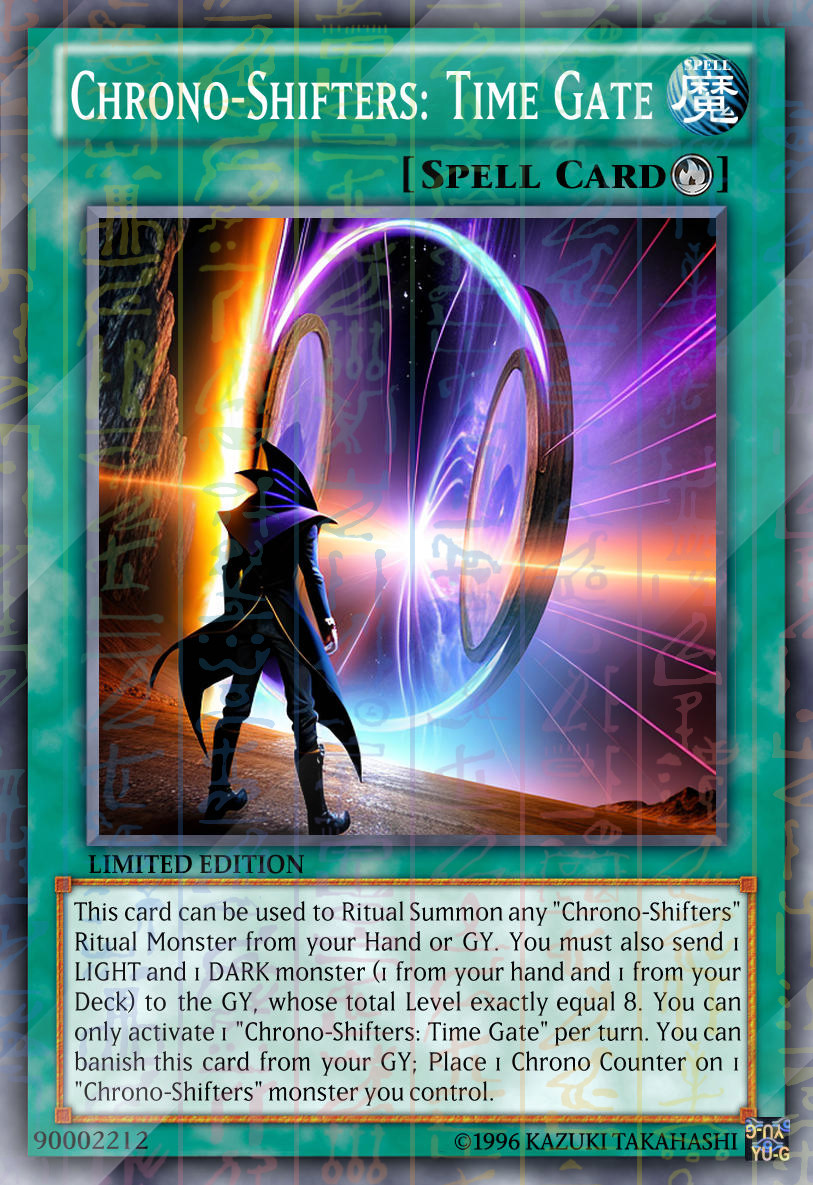 CHRONO-SHIFTERS: TIME GATE
SPELL
魔
[SPELL CARD]
LIMITED EDITION
This card can be used to Ritual Summon any "Chrono-Shifters"
Ritual Monster from your Hand or GY. You must also send 1
LIGHT and 1 DARK monster (1 from your hand and 1 from your
Deck) to the GY, whose total Level exactly equal 8. You can
only activate 1 "Chrono-Shifters: Time Gate" per turn. You can
banish this card from your GY; Place 1 Chrono Counter on 1
"Chrono-Shifters" monster you control.
90002212
©1996 KAZUKI TAKAHASHI
YU-G